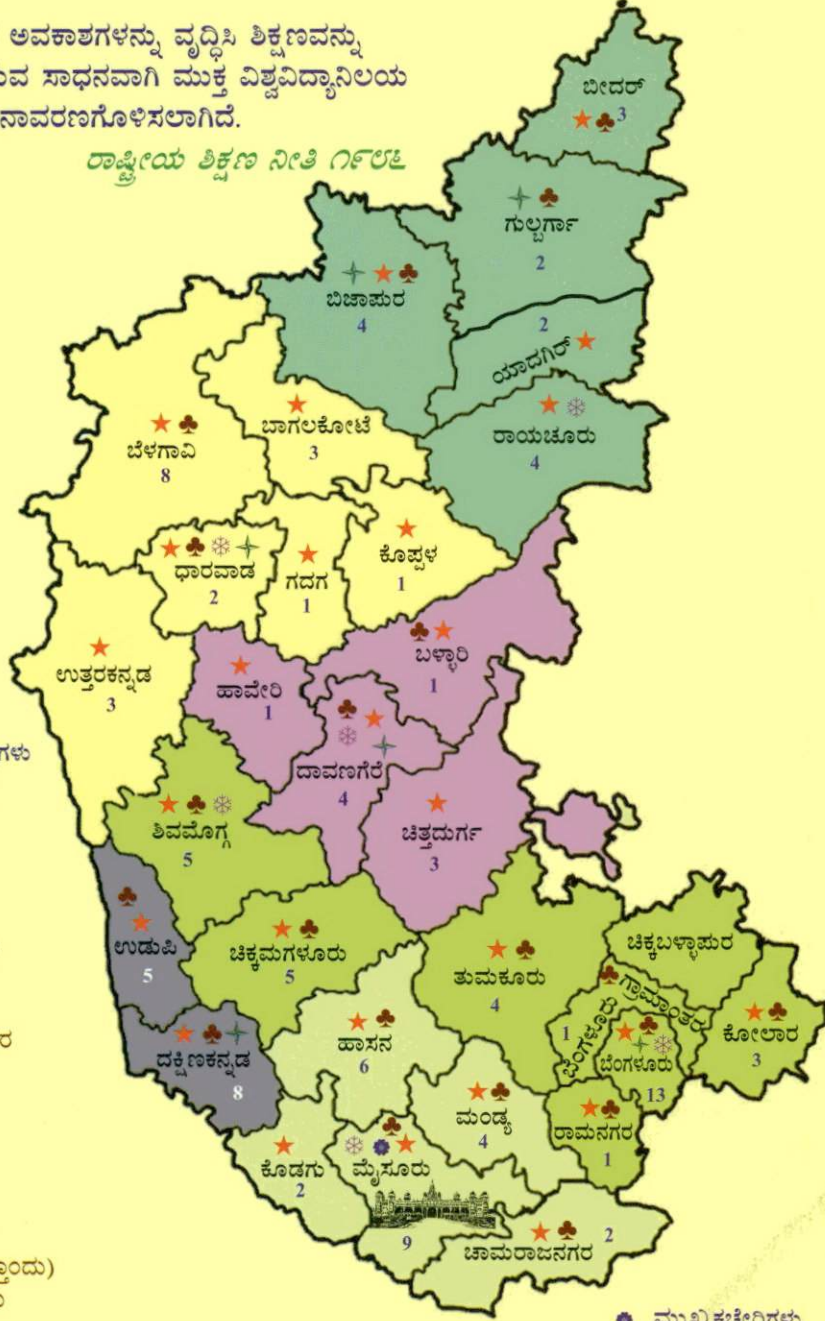 ಅವಕಾಶಗಳನ್ನು ವೃದ್ಧಿಸಿ ಶಿಕ್ಷಣವನ್ನು
ಸಾಧನವಾಗಿ ಮುಕ್ತ ವಿಶ್ವವಿದ್ಯಾನಿಲಯ
ನಾವರಣಗೊಳಿಸಲಾಗಿದೆ.
ರಾಷ್ಟ್ರೀಯ ಶಿಕ್ಷಣ ನೀತಿ ೧೯೮೬
ಬೀದರ್
3
ಗುಲ್ಬರ್ಗಾ
2
ಬಿಜಾಪುರ
4
2
ಯಾದಗಿರ್
ರಾಯಚೂರು
4
ಬಾಗಲಕೋಟೆ
3
ಬೆಳಗಾವಿ
8
ಧಾರವಾಡ
2
ಗದಗ
1
ಕೊಪ್ಪಳ
1
ಉತ್ತರಕನ್ನಡ
3
ಹಾವೇರಿ
1
ಬಳ್ಳಾರಿ
1
ಗಳು
ದಾವಣಗೆರೆ
4
ಶಿವಮೊಗ್ಗ
5
ಚಿತ್ತದುರ್ಗ
3
ಉಡುಪಿ
5
ಚಿಕ್ಕಮಗಳೂರು
5
ತುಮಕೂರು
4
ಚಿಕ್ಕಬಳ್ಳಾಪುರ
ಬೆಂಗಳೂರು ಗ್ರಾಮಾಂತರ
1
ಬೆಂಗಳೂರು
13
ಕೋಲಾರ
3
ರ
ದಕ್ಷಿಣಕನ್ನಡ
8
ಹಾಸನ
6
ಮಂಡ್ಯ
4
ರಾಮನಗರ
1
ಕೊಡಗು
2
ಮೈಸೂರು
9
ಚಾಮರಾಜನಗರ
2